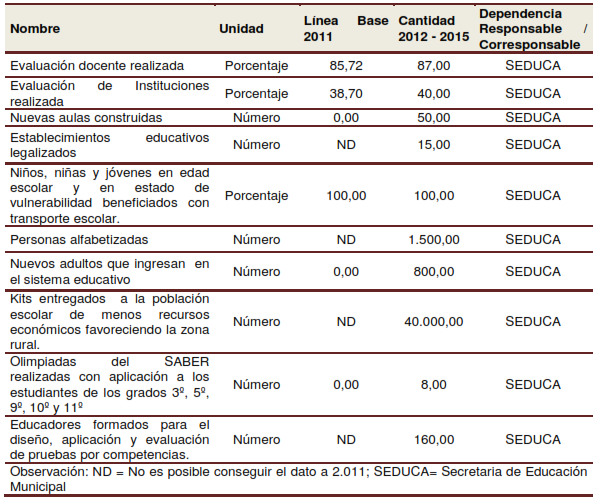 Nombre Unidad Línea Base 2011 Cantidad 2012 - 2015 Dependencia Responsable / Corresponsable
Evaluación docente realizada Porcentaje 85,72 87,00 SEDUCA
Evaluación de Instituciones
realizada Porcentaje 38,70 40,00 SEDUCA
Nuevas aulas construidas Número 0,00 50,00 SEDUCA
Establecimientos educativos
legalizados Número ND 15,00 SEDUCA
Niños, niñas y jóvenes en edad
escolar y en estado de
vulnerabilidad beneficiados con
transporte escolar. Porcentaje 100,00 100,00 SEDUCA
Personas alfabetizadas Número ND 1.500,00 SEDUCA
Nuevos adultos que ingresan en
el sistema educativo Número 0,00 800,00 SEDUCA
Kits entregados a la población
escolar de menos recursos
económicos favoreciendo la zona
rural. Número ND 40.000,00 SEDUCA
Olimpiadas del SABER
realizadas con aplicación a los
estudiantes de los grados 3º, 5º,
9º, 10º y 11º Número 0,00 8,00 SEDUCA
Educadores formados para el
diseño, aplicación y evaluación
de pruebas por competencias. Número ND 160,00 SEDUCA
Observación: ND = No es posible conseguir el dato a 2.011; SEDUCA= Secretaria de Educación
Municipal